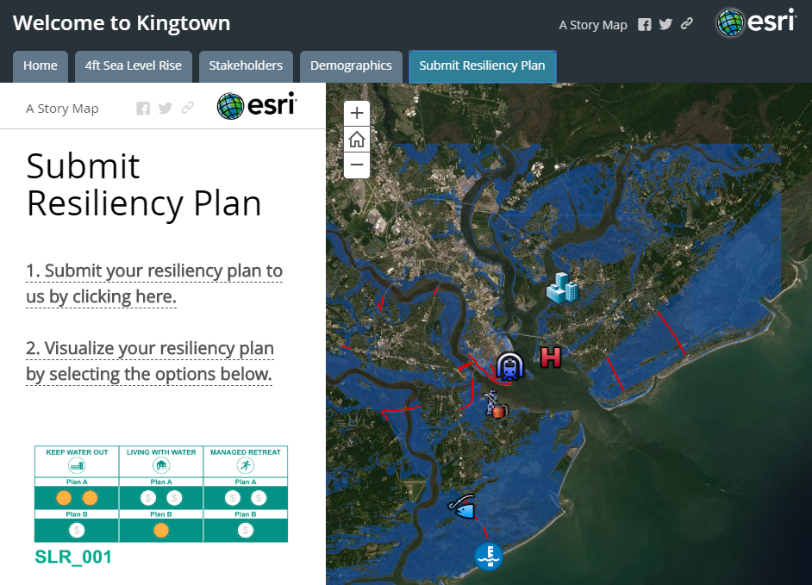 Welcome to Kingtown
A Story Map
esri
Home
4ft Sea Level Rise
Stakeholders
Demographics
Submit Resiliency Plan
A Story Map
esri
Submit
Resiliency Plan
1. Submit your resiliency plan to
us by clicking here.
2. Visualize your resiliency plan
by selecting the options below.
KEEP WATER OUT
LIVING WITH WATER
MANAGED RETREAT
Plan A
Plan A
Plan A
$ $
$ $
Plan B
Plan B
Plan B
$
$
SLR_001
+
−
H